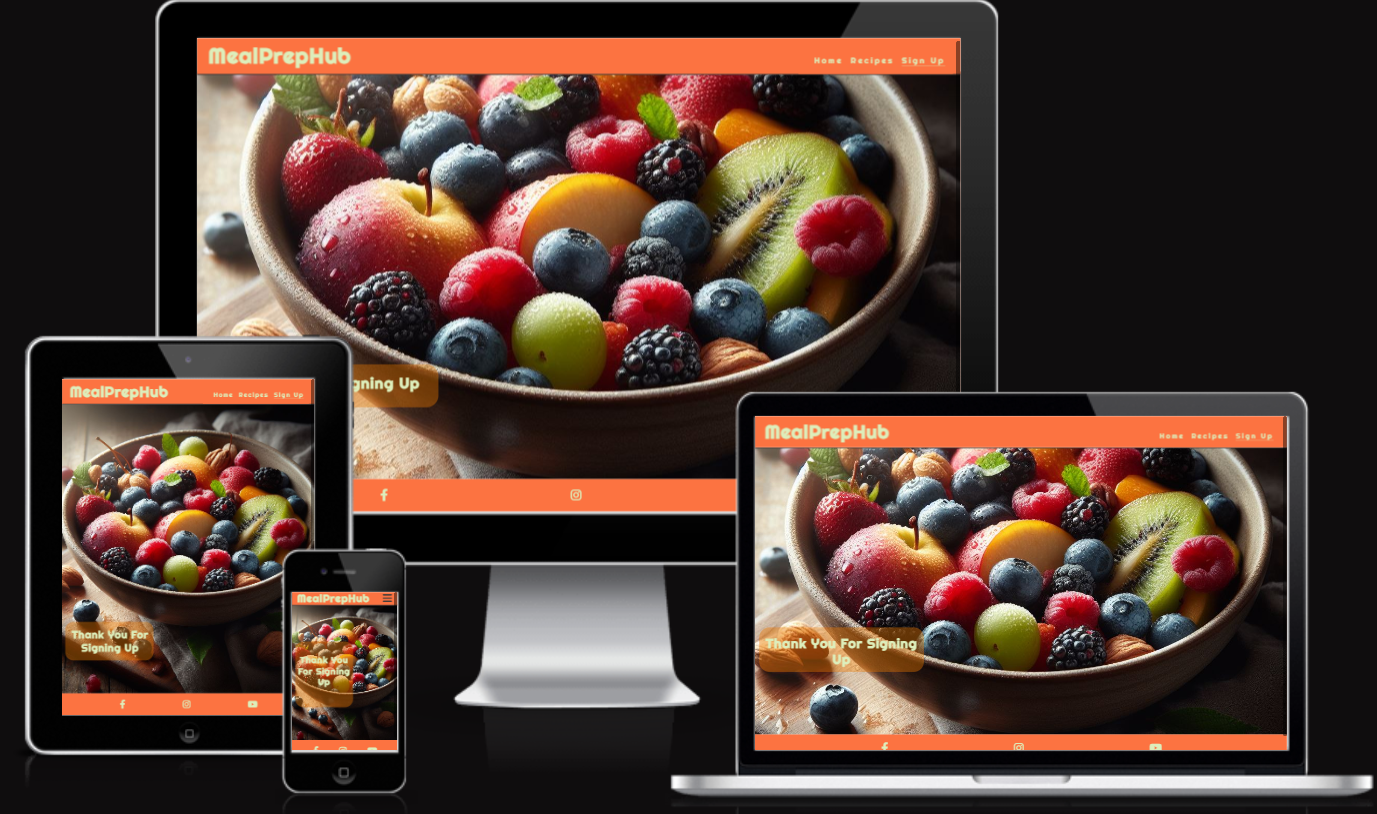 MealPrepHub
Home Recipes Sign Up
gning Up
MealPrepHub
Home Recipes Sign Up
Thank You For
Signing Up
MealPrepHub
Thank You
For Signing
Up
MealPrepHub
Home Recipes Sign Up
Thank You For Signing
Up